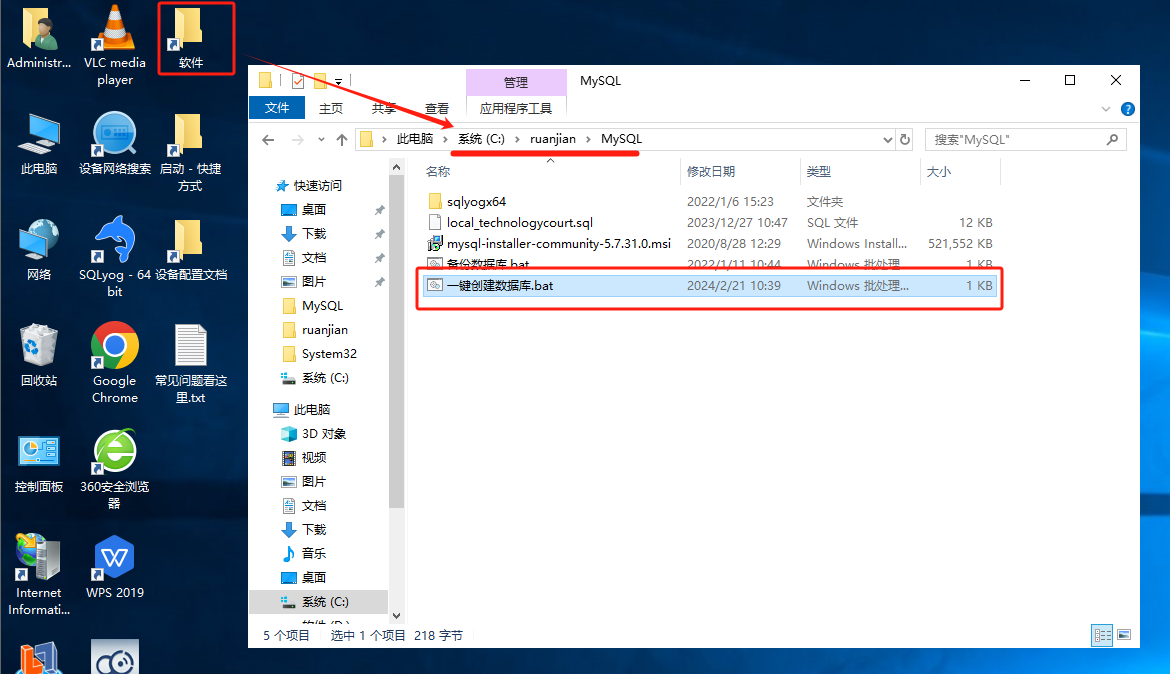 Administr...
VLC media
player
软件
此电脑
设备网络搜索
启动 - 快捷
方式
网络
SQLyog - 64
bit
设备配置文档
回收站
Google
Chrome
常见问题看这
里.txt
控制面板
360安全浏览
器
Internet
Informati...
WPS 2019
管理
MySQL
文件
主页
共享
查看
应用程序工具
此电脑 › 系统 (C:) › ruanjian › MySQL
搜索"MySQL"
快速访问
桌面
下载
文档
图片
MySQL
ruanjian
System32
系统 (C:)
此电脑
3D 对象
视频
图片
文档
下载
音乐
桌面
系统 (C:)
软件 (D:)
名称 修改日期 类型 大小
sqlyogx64 2022/1/6 15:23 文件夹
local_technologycourt.sql 2023/12/27 10:47 SQL 文件 12 KB
mysql-installer-community-5.7.31.0.msi 2020/8/28 12:29 Windows Install... 521,552 KB
备份数据库.bat 2022/1/11 10:44 Windows 批处理... 1 KB
一键创建数据库.bat 2024/2/21 10:39 Windows 批处理... 1 KB
5 个项目 选中 1 个项目 218 字节